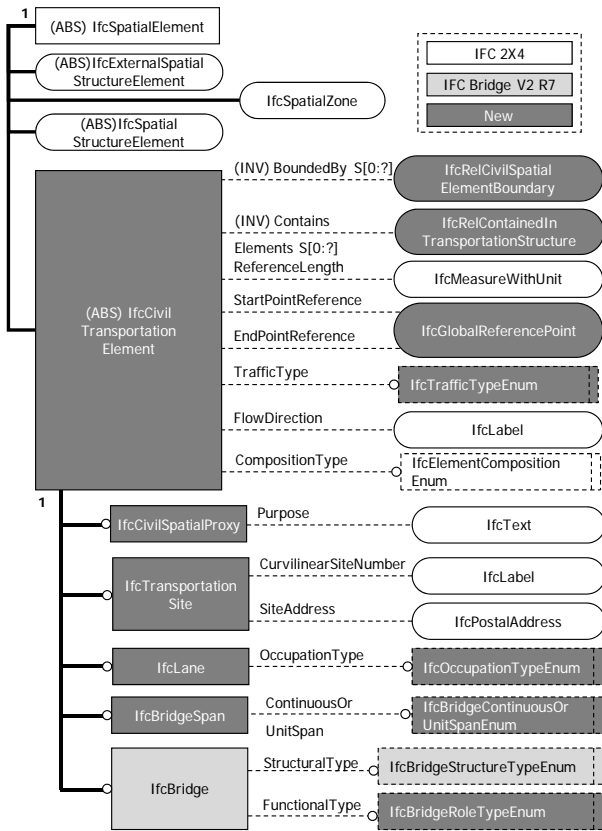 1
(ABS) IfcSpatialElement
(ABS)IfcExternalSpatial
StructureElement
IfcSpatialZone
(ABS)IfcSpatial
StructureElement
IFC 2X4
IFC Bridge V2 R7
New
(ABS) IfcCivil
Transportation
Element
(INV) BoundedBy S[0:?]
IfcRelCivilSpatial
ElementBoundary
(INV) Contains
Elements S[0:?]
IfcRelContainedIn
TransportationStructure
ReferenceLength
IfcMeasureWithUnit
StartPointReference
EndPointReference
IfcGlobalReferencePoint
TrafficType
IfcTrafficTypeEnum
FlowDirection
IfcLabel
CompositionType
IfcElementComposition
Enum
1
IfcCivilSpatialProxy
Purpose
IfcText
IfcTransportation
Site
CurvilinearSiteNumber
IfcLabel
SiteAddress
IfcPostalAddress
IfcLane
OccupationType
IfcOccupationTypeEnum
IfcBridgeSpan
ContinuousOr
UnitSpan
IfcBridgeContinuousOr
UnitSpanEnum
IfcBridge
StructuralType
IfcBridgeStructureTypeEnum
FunctionalType
IfcBridgeRoleTypeEnum